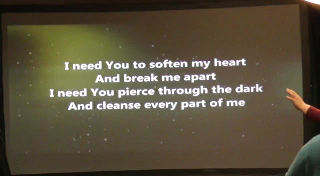 I need You to soften my heart
And break me apart
I need You pierce through the dark
And cleanse every part of me